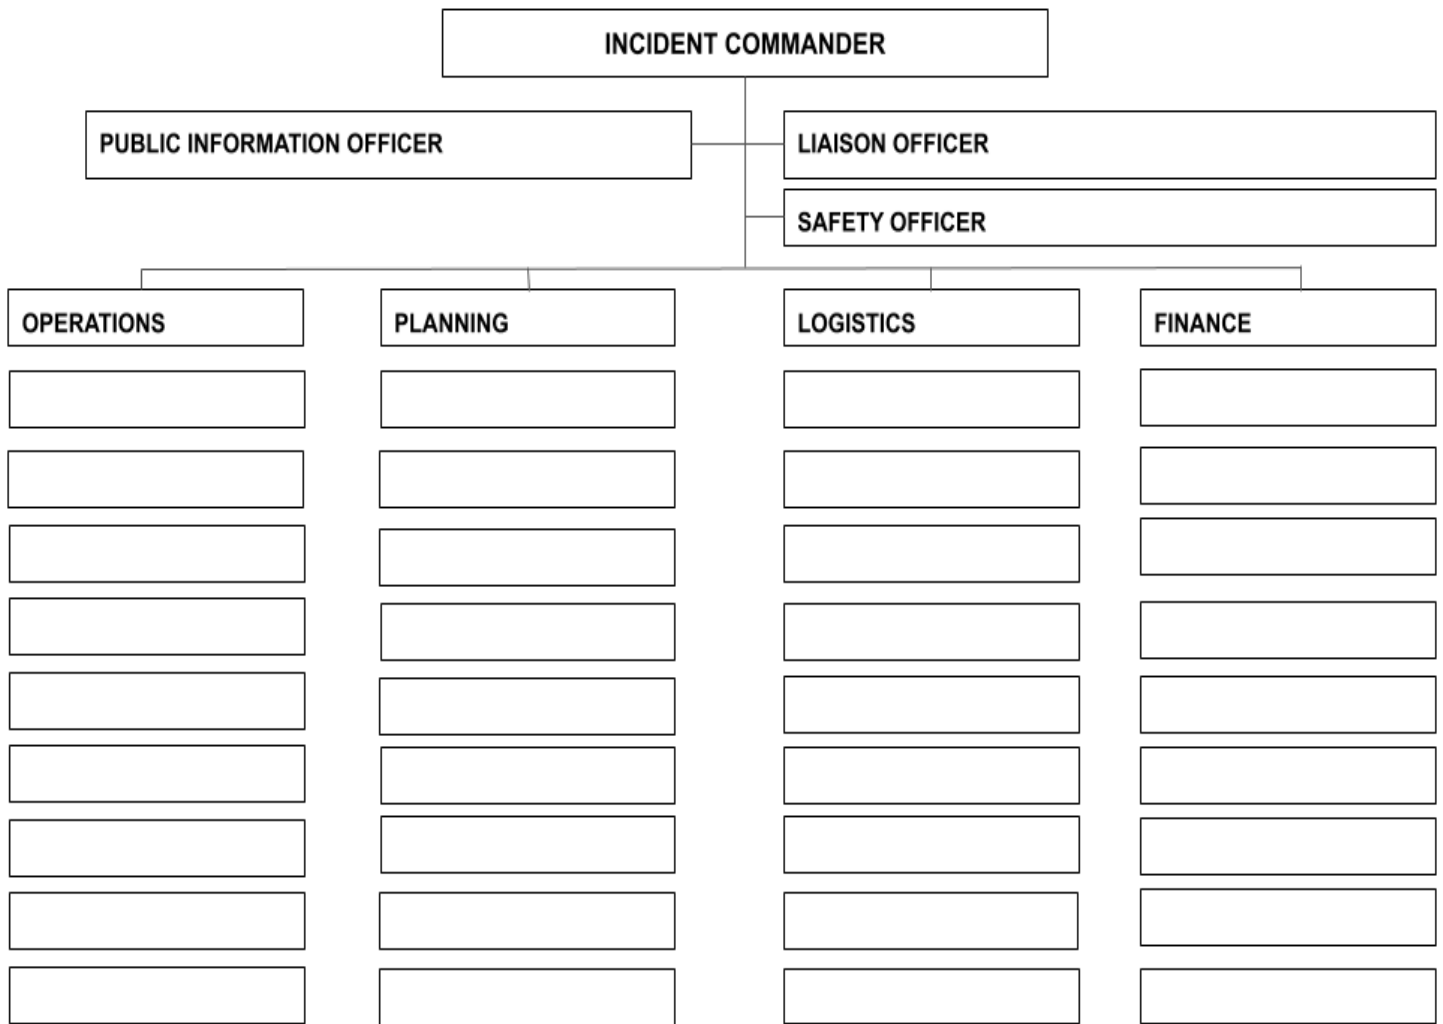 INCIDENT COMMANDER
PUBLIC INFORMATION OFFICER
LIAISON OFFICER
SAFETY OFFICER
OPERATIONS
PLANNING
LOGISTICS
FINANCE